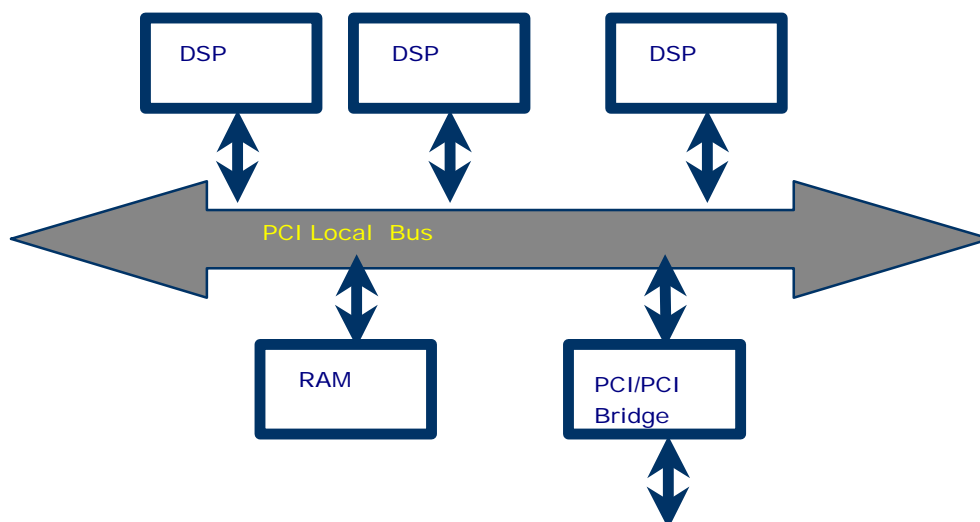 DSP
DSP
DSP
PCI Local Bus
RAM
PCI/PCI
Bridge